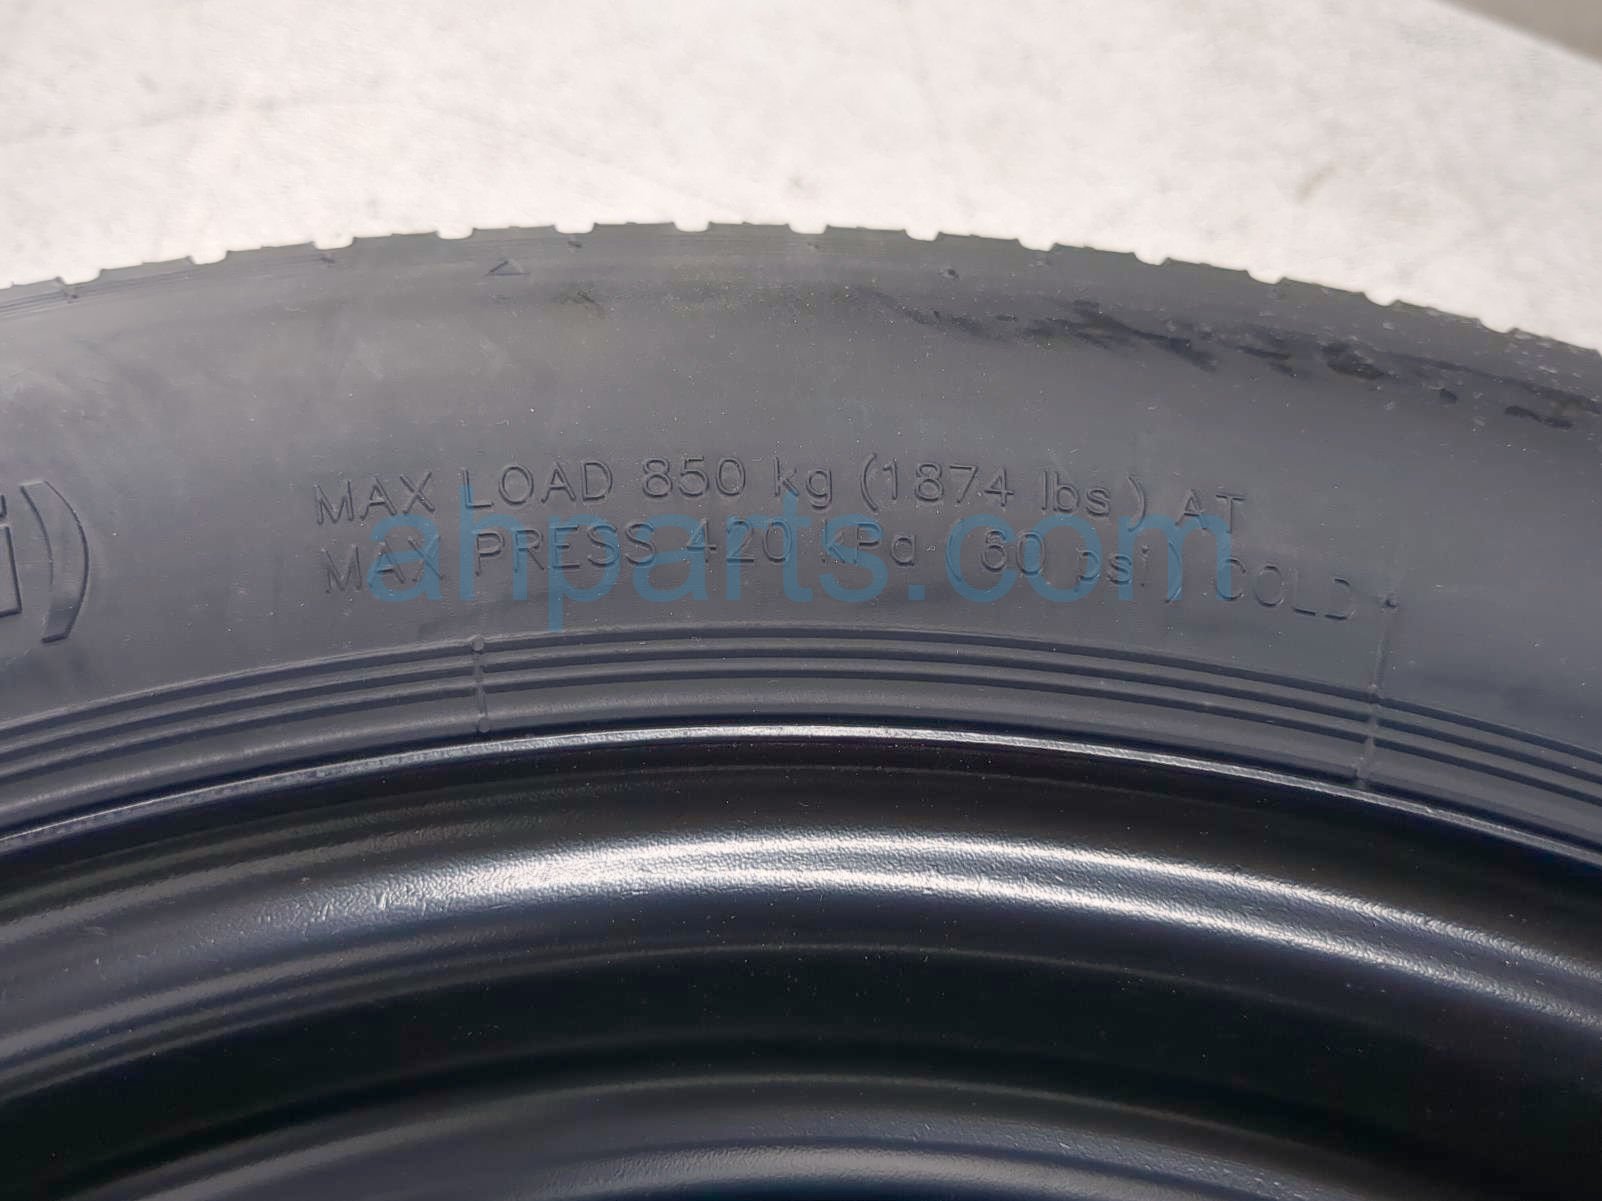 MAX LOAD 850 kg (1874 lbs) AT
MAX PRESS 420 kPa (60 psi) COLD
i)
ahparts.com